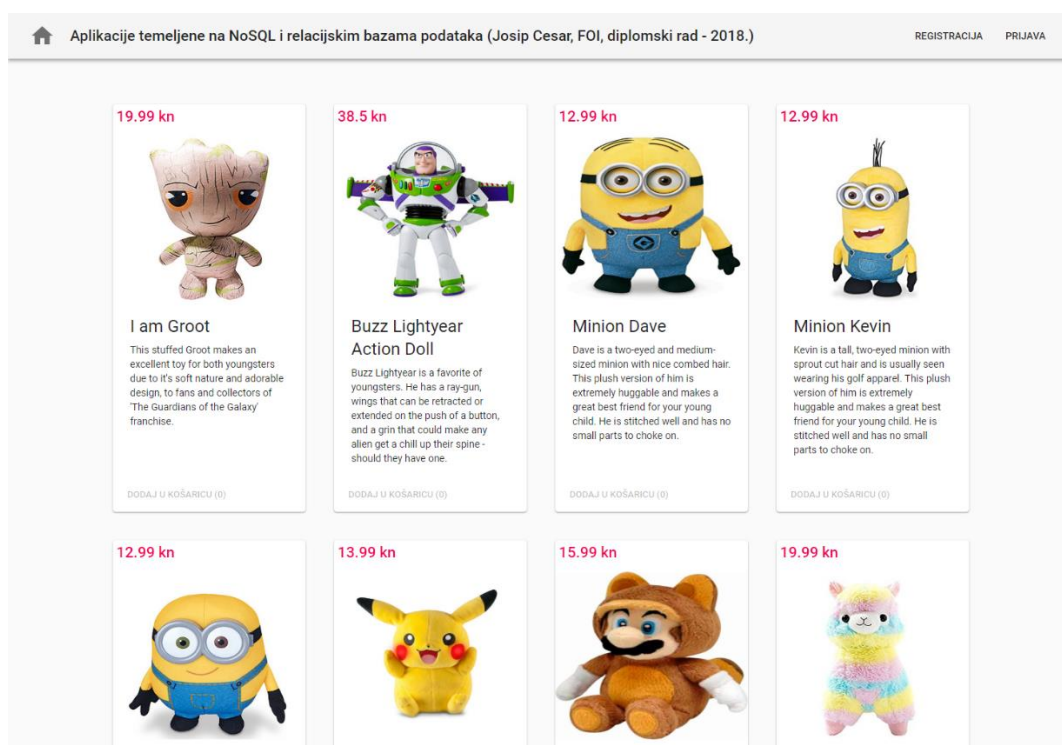 Aplikacije temeljene na NoSQL i relacijskim bazama podataka (Josip Cesar, FOI, diplomski rad - 2018.)
REGISTRACIJA
PRIJAVA
19.99 kn
I am Groot
This stuffed Groot makes an
excellent toy for both youngsters
due to it's soft nature and adorable
design, to fans and collectors of
'The Guardians of the Galaxy'
franchise.
DODAJ U KOŠARICU (0)
38.5 kn
Buzz Lightyear
Action Doll
Buzz Lightyear is a favorite of
youngsters. He has a ray-gun,
wings that can be retracted or
extended on the push of a button,
and a grin that could make any
alien get a chill up their spine -
should they have one.
DODAJ U KOŠARICU (0)
12.99 kn
Minion Dave
Dave is a two-eyed and medium-
sized minion with nice combed hair.
This plush version of him is
extremely huggable and makes a
great best friend for your young
child. He is stitched well and has no
small parts to choke on.
DODAJ U KOŠARICU (0)
12.99 kn
Minion Kevin
Kevin is a tall, two-eyed minion with
sprout cut hair and is usually seen
wearing his golf apparel. This plush
version of him is extremely
huggable and makes a great best
friend for your young child. He is
stitched well and has no small
parts to choke on.
DODAJ U KOŠARICU (0)
12.99 kn
13.99 kn
15.99 kn
19.99 kn